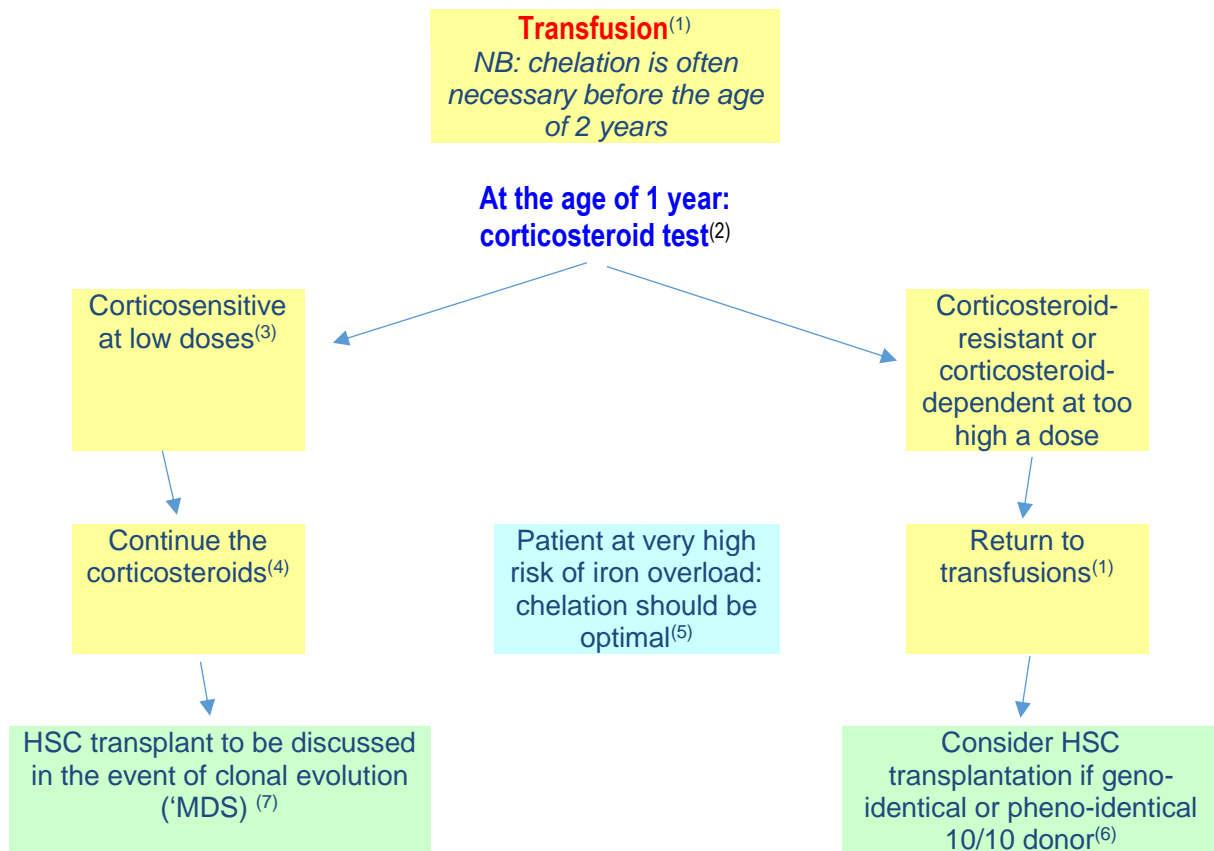 Transfusion(1)
NB: chelation is often
necessary before the age
of 2 years
At the age of 1 year:
corticosteroid test(2)
Corticosensitive
at low doses(3)
Corticosteroid-
resistant or
corticosteroid-
dependent at too
high a dose
Continue the
corticosteroids(4)
Patient at very high
risk of iron overload:
chelation should be
optimal(5)
Return to
transfusions(1)
HSC transplant to be discussed
in the event of clonal evolution
(‘MDS) (7)
Consider HSC
transplantation if geno-
identical or pheno-identical
10/10 donor(6)